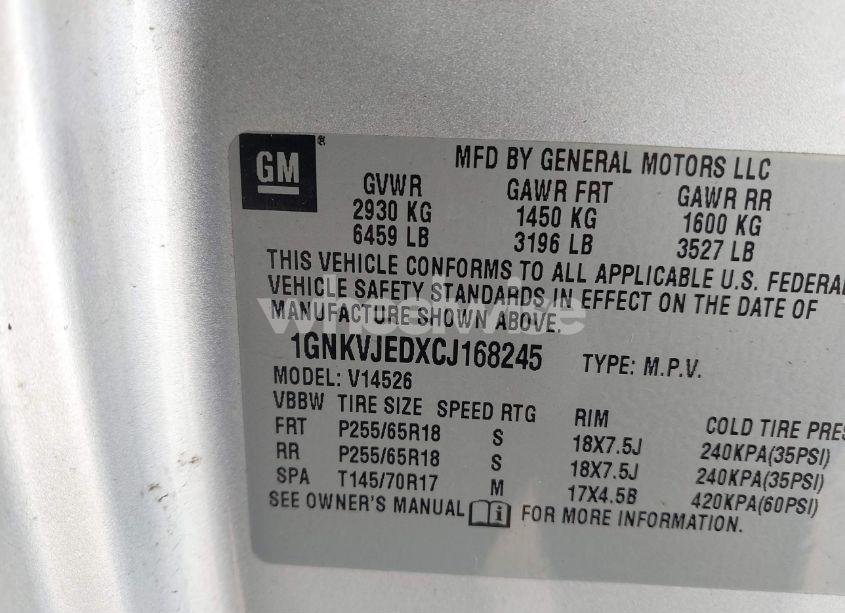 GM®
MFD BY GENERAL MOTORS LLC
GVWR GAWR FRT GAWR RR
2930 KG 1450 KG 1600 KG
6459 LB 3196 LB 3527 LB
THIS VEHICLE CONFORMS TO ALL APPLICABLE U.S. FEDERAL
VEHICLE SAFETY STANDARDS IN EFFECT ON THE DATE OF
MANUFACTURE SHOWN ABOVE.
1GNKVJEDXCJ168245 TYPE: M.P.V.
MODEL: V14526
VBBW TIRE SIZE SPEED RTG RIM COLD TIRE PRES
FRT P255/65R18 S 18X7.5J 240KPA(35PSI)
RR P255/65R18 S 18X7.5J 240KPA(35PSI)
SPA T145/70R17 M 17X4.5B 420KPA(60PSI)
SEE OWNER'S MANUAL i FOR MORE INFORMATION.